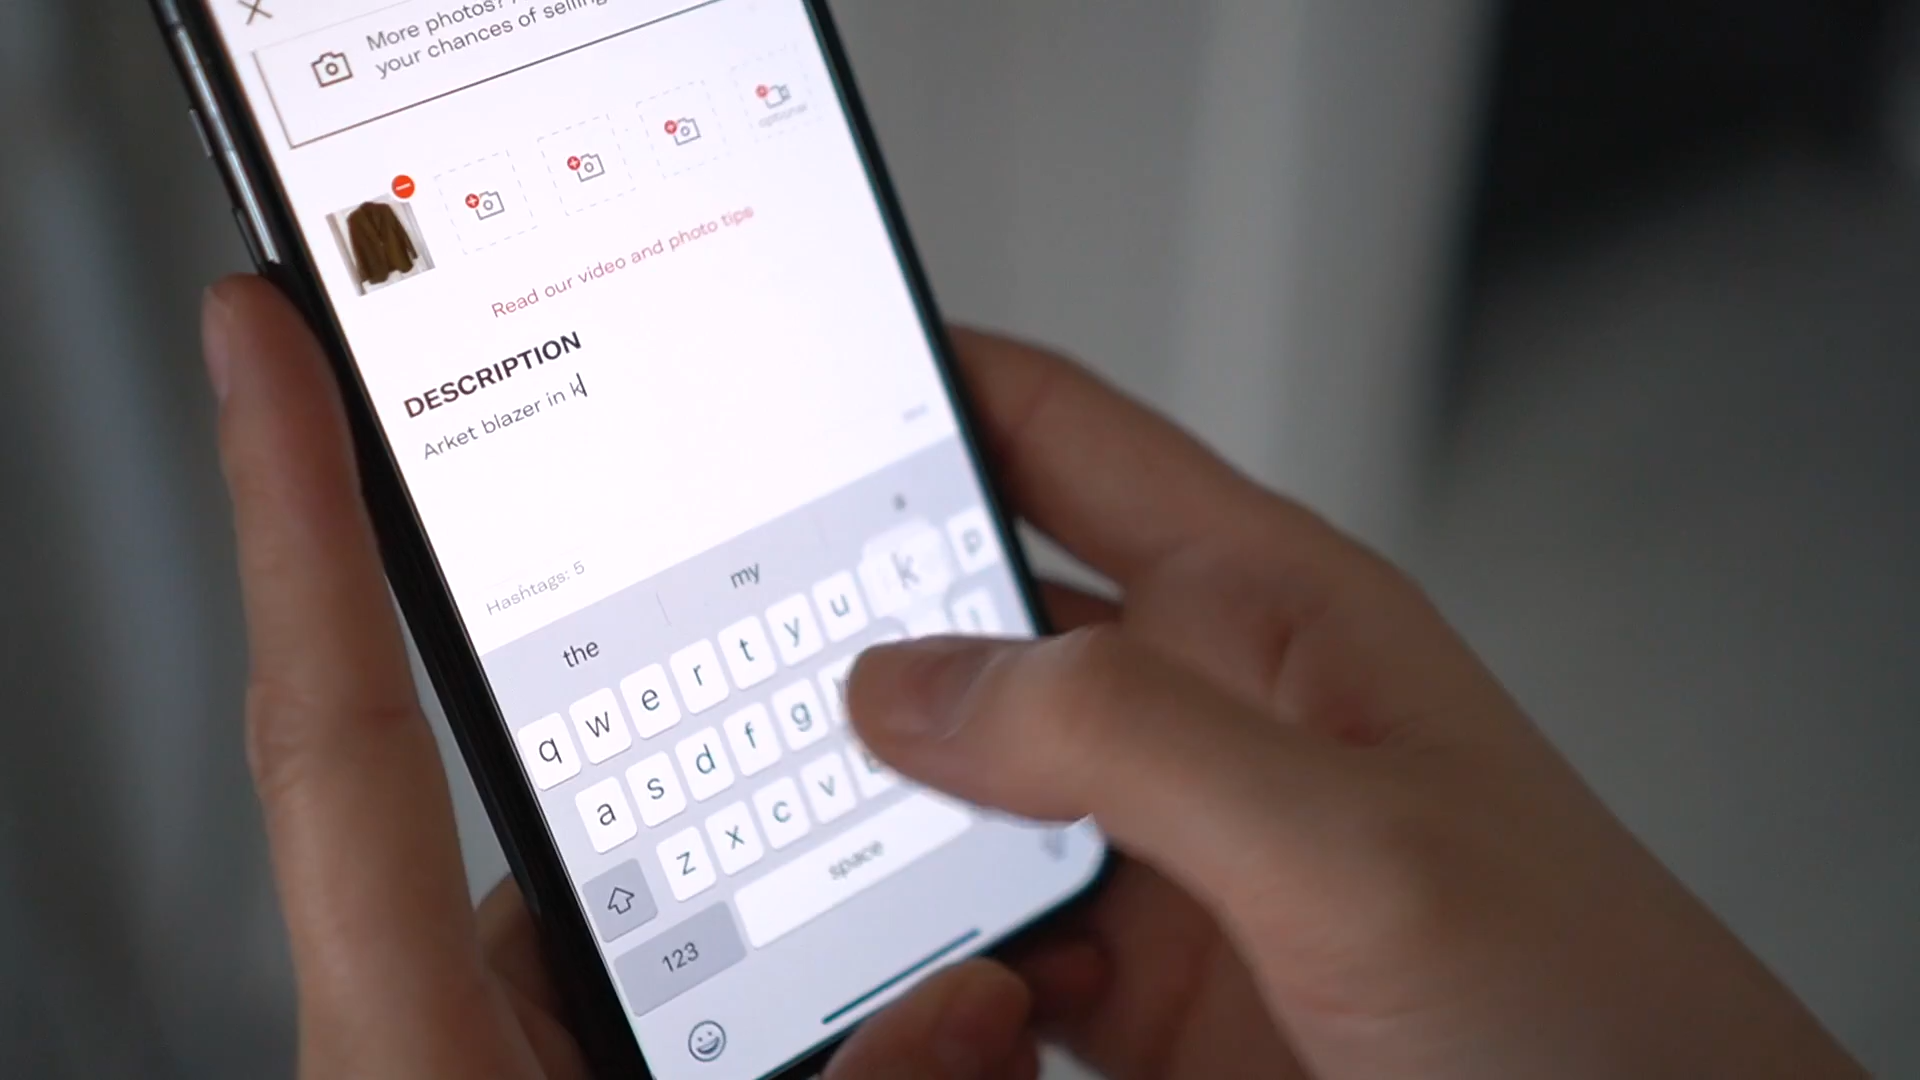 More photos?
your chances of selling
optional
Read our video and photo tips
DESCRIPTION
Arket blazer in k
Hashtags: 5
the my a
q w e r t y u k p
a s d f g
z x c v
space
123